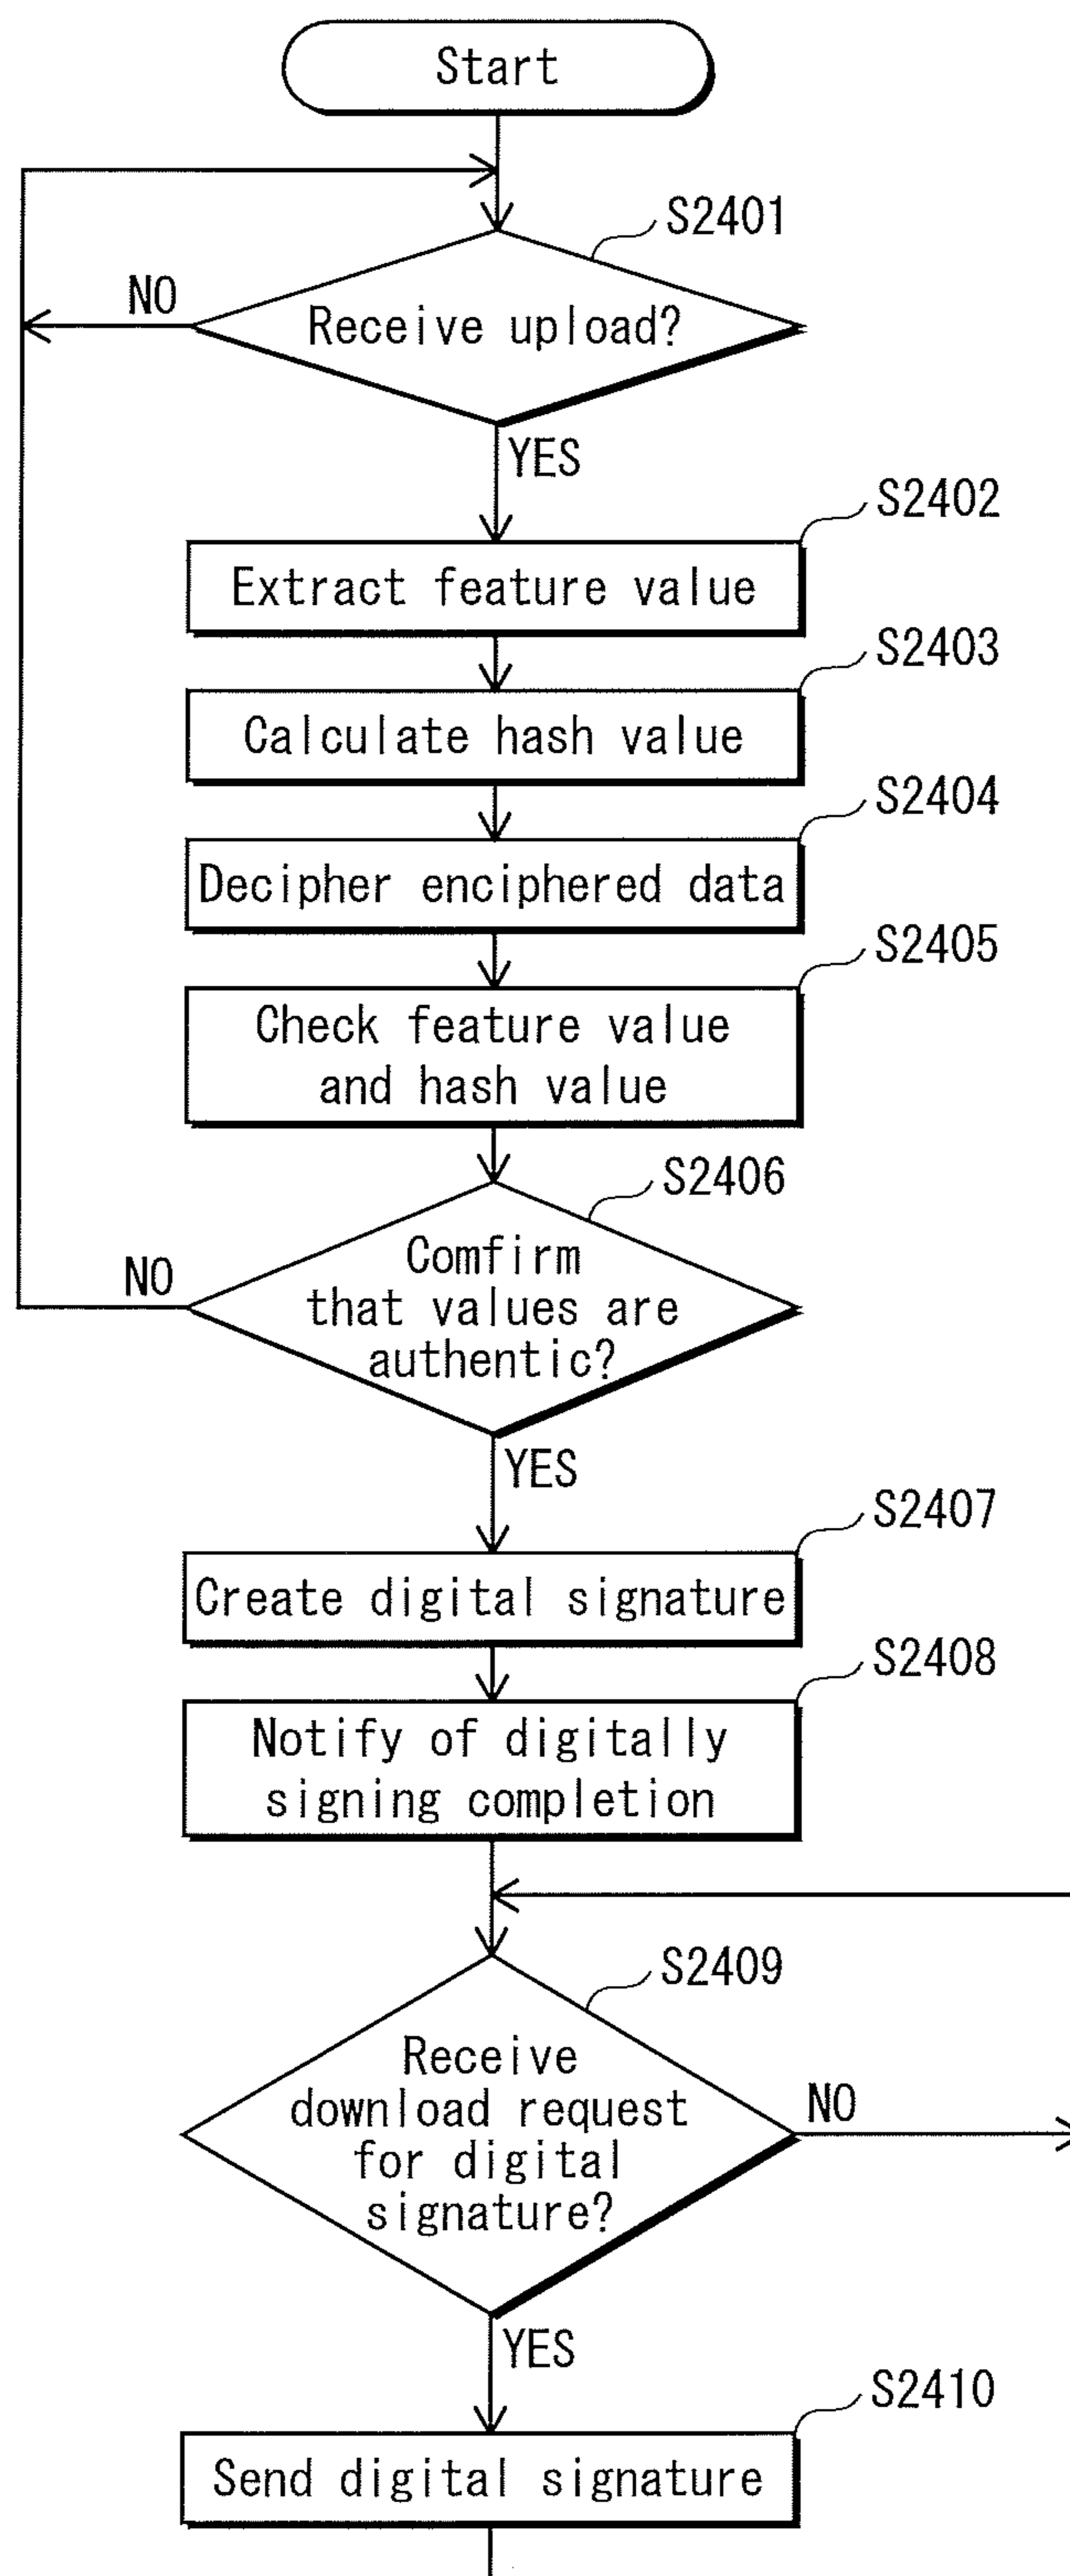 Start
S2401
NO
Receive upload?
YES
S2402
Extract feature value
S2403
Calculate hash value
S2404
Decipher enciphered data
S2405
Check feature value
and hash value
S2406
NO
Comfirm
that values are
authentic?
YES
S2407
Create digital signature
S2408
Notify of digitally
signing completion
S2409
Receive
download request
for digital
signature?
NO
YES
S2410
Send digital signature